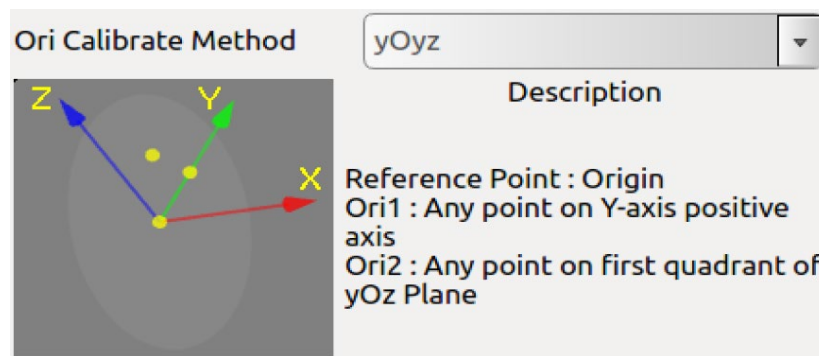 Ori Calibrate Method
yOyz
Z
Y
X
Description
Reference Point : Origin
Ori1 : Any point on Y-axis positive
axis
Ori2 : Any point on first quadrant of
yOz Plane